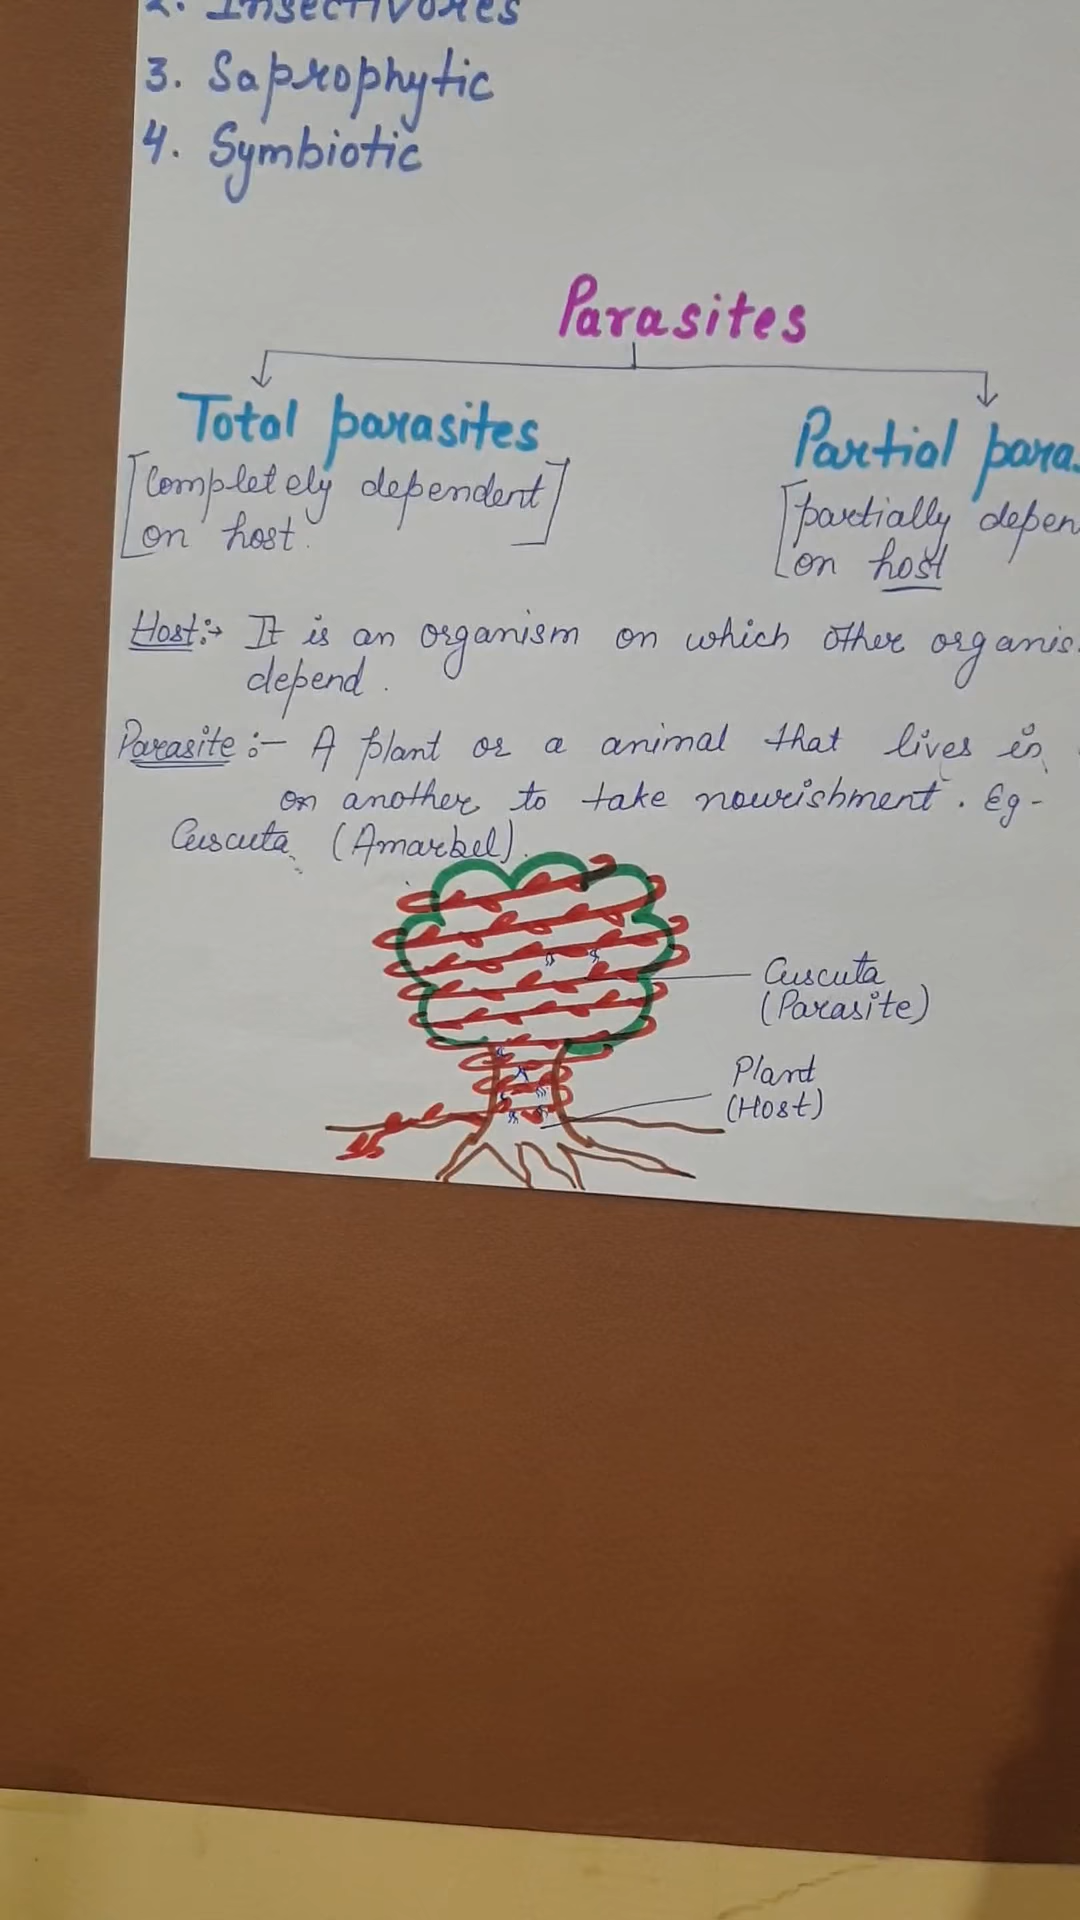 2. Insectivores
3. Saprophytic
4. Symbiotic
Parasites
Total parasites
[Completely dependent]
on host.
Partial para
[partially depen
on host
Host:→ It is an organism on which other organis
depend.
Parasite:- A plant or a animal that lives in
on another to take nourishment. Eg-
Cuscuta (Amarbel).
Cuscuta
(Parasite)
Plant
(Host)